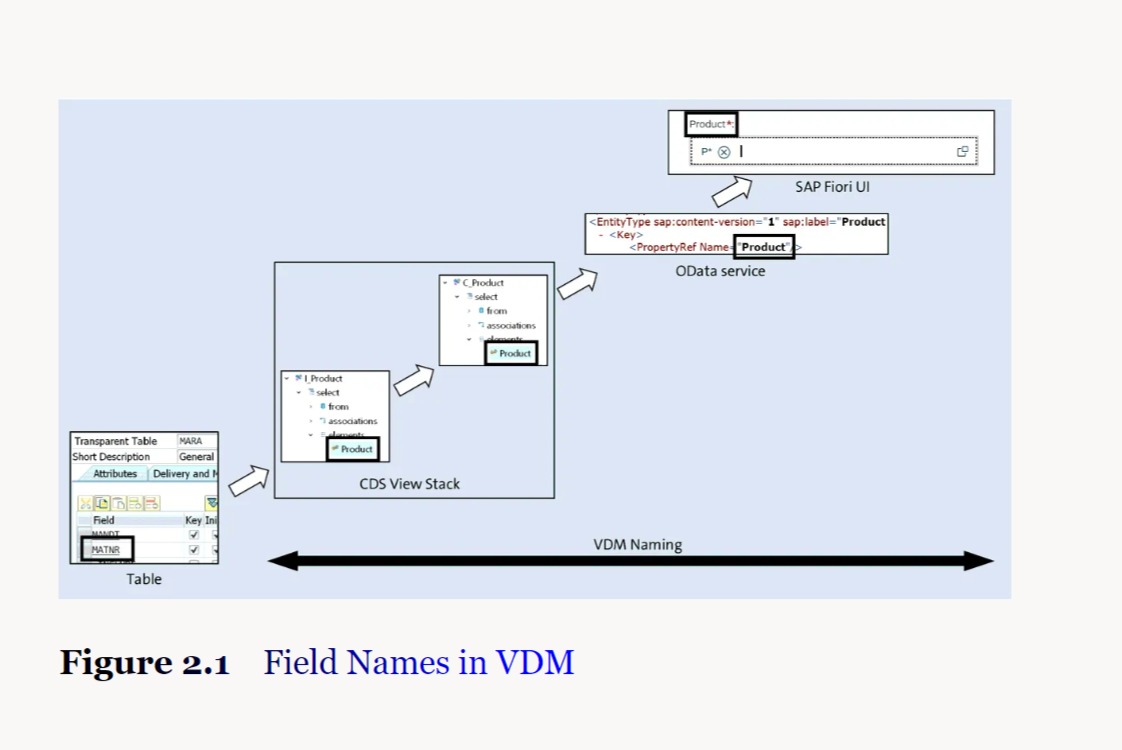 Product*:
P*
SAP Fiori UI
<EntityType sap:content-version="1" sap:label="Product
- <Key>
<PropertyRef Name="Product"/>
OData service
C_Product
select
from
associations
elements
Product
I_Product
select
from
associations
elements
Product
CDS View Stack
Transparent Table MARA
Short Description General
Attributes Delivery and M
Field Key Ini
MANDT
MATNR
Table
VDM Naming
Figure 2.1 Field Names in VDM